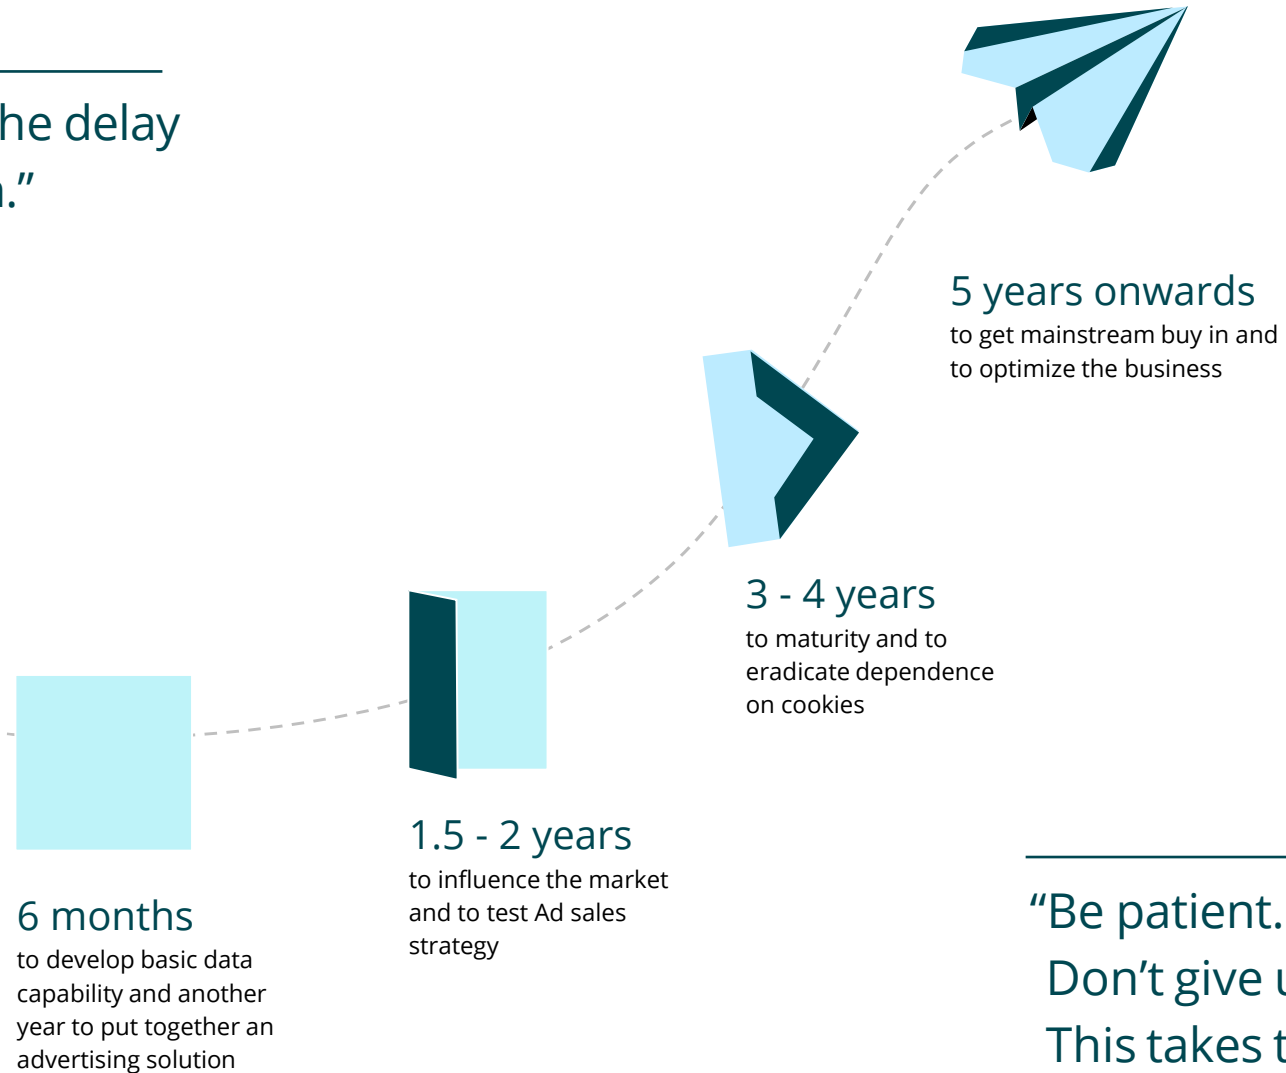 he delay
."
5 years onwards
to get mainstream buy in and
to optimize the business
3 - 4 years
to maturity and to
eradicate dependence
on cookies
1.5 - 2 years
to influence the market
and to test Ad sales
strategy
6 months
to develop basic data
capability and another
year to put together an
advertising solution
“Be patient.
Don’t give
This takes